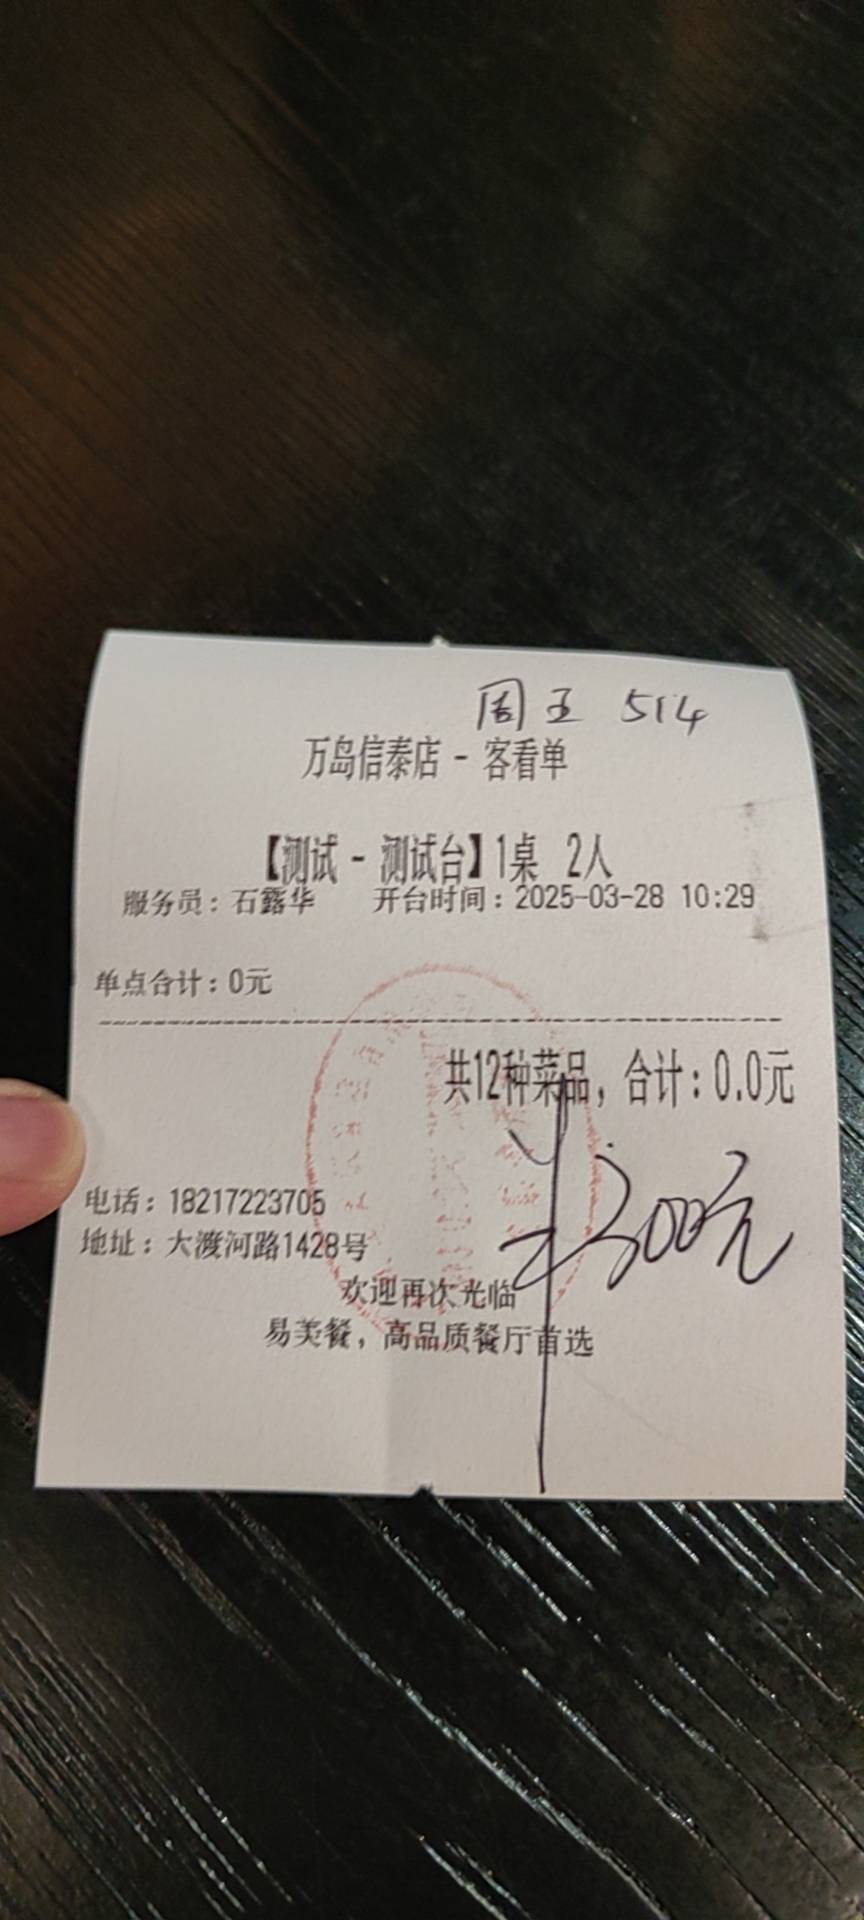 周五 514
万岛信泰店 - 客看单
【测试 - 测试台】1桌 2人
服务员：石露华 开台时间：2025-03-28 10:29
单点合计：0元
共12种菜品，合计：0.0元
300元
电话：18217223705
地址：大渡河路1428号
欢迎再次光临
易美餐，高品质餐厅首选